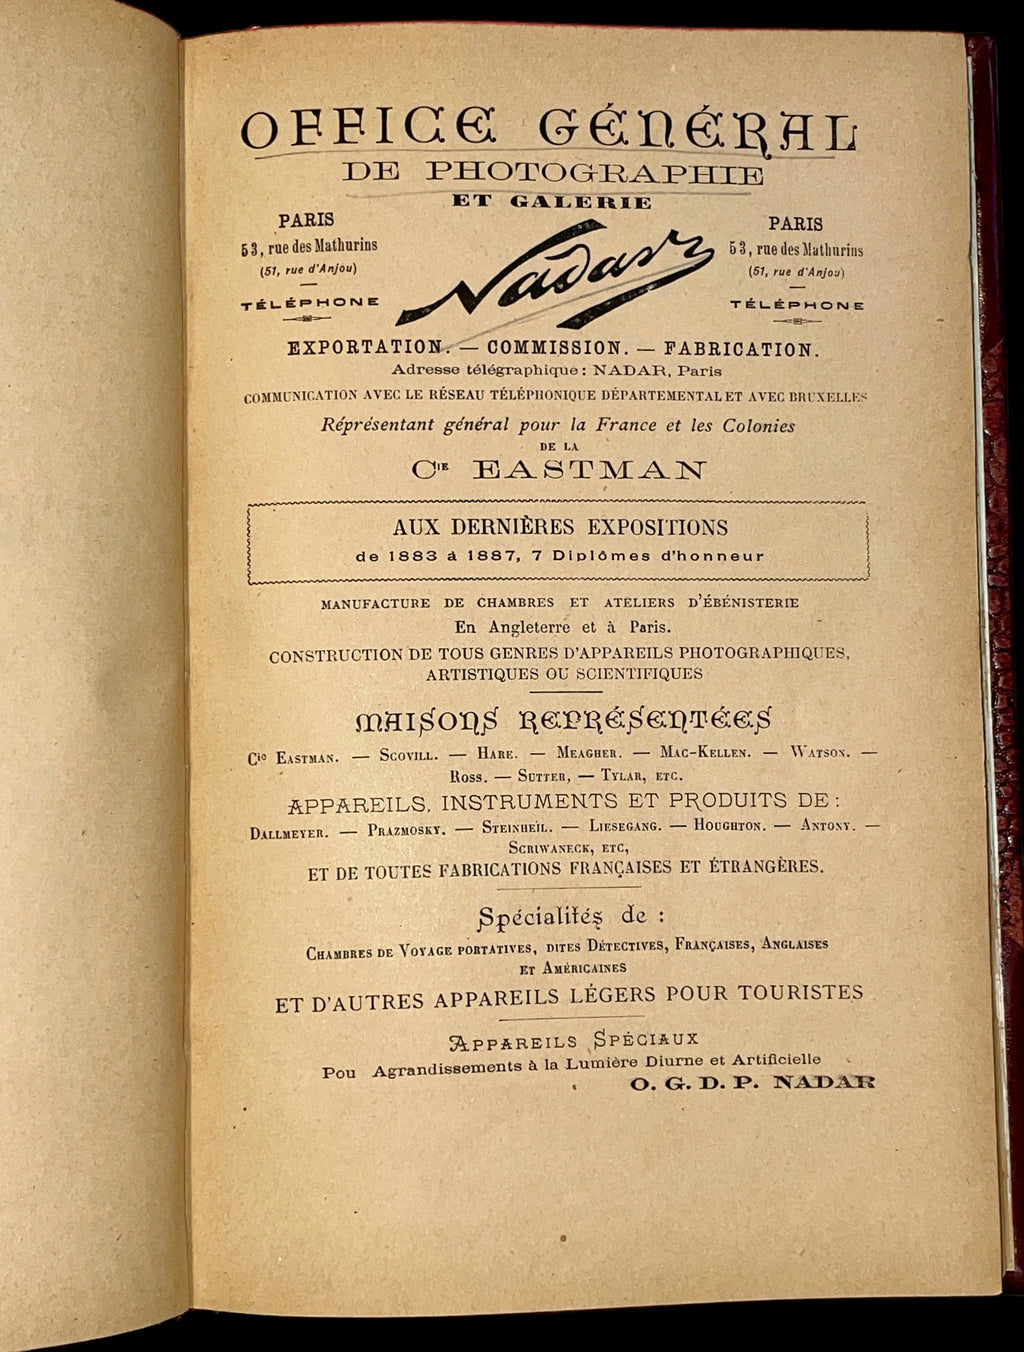 OFFICE GÉNÉRAL
DE PHOTOGRAPHIE
ET GALERIE
PARIS
53, rue des Mathurins
(51, rue d'Anjou)
TÉLÉPHONE
Nadar
PARIS
53, rue des Mathurins
(51, rue d'Anjou)
TÉLÉPHONE
EXPORTATION. — COMMISSION. — FABRICATION.
Adresse télégraphique : NADAR, Paris
COMMUNICATION AVEC LE RÉSEAU TÉLÉPHONIQUE DÉPARTEMENTAL ET AVEC BRUXELLES
Réprésentant général pour la France et les Colonies
DE LA
CIE EASTMAN
AUX DERNIÈRES EXPOSITIONS
de 1883 à 1887, 7 Diplômes d'honneur
MANUFACTURE DE CHAMBRES ET ATELIERS D'ÉBÉNISTERIE
En Angleterre et à Paris.
CONSTRUCTION DE TOUS GENRES D'APPAREILS PHOTOGRAPHIQUES,
ARTISTIQUES OU SCIENTIFIQUES
MAISONS REPRÉSENTÉES
Cie EASTMAN. — SCOVILL. — HARE. — MEAGHER. — MAC-KELLEN. — WATSON. —
ROSS. — SUTTER, — TYLAR, ETC.
APPAREILS, INSTRUMENTS ET PRODUITS DE :
DALLMEYER. — PRAZMOSKY. — STEINHEIL. — LIESEGANG. — HOUGHTON. — ANTONY. —
SCRIWANECK, ETC,
ET DE TOUTES FABRICATIONS FRANÇAISES ET ÉTRANGÈRES.
Spécialités de :
CHAMBRES DE VOYAGE PORTATIVES, DITES DÉTECTIVES, FRANÇAISES, ANGLAISES
ET AMÉRICAINES
ET D'AUTRES APPAREILS LÉGERS POUR TOURISTES
APPAREILS SPÉCIAUX
Pou Agrandissements à la Lumière Diurne et Artificielle
O. G. D. P. NADAR